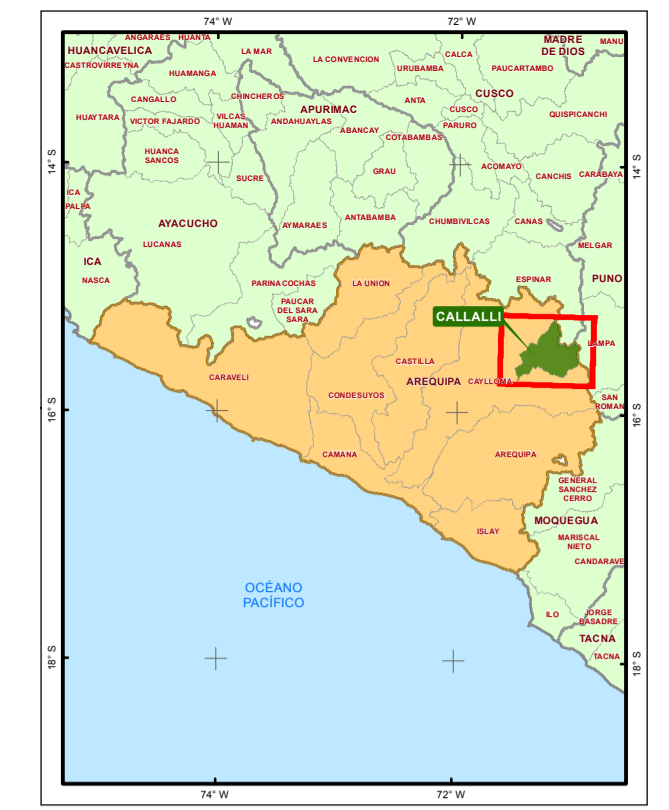 74° W
72° W
ANGARAES
HUANTA
HUANCAVELICA
CASTROVIRREYNA
LA MAR
LA CONVENCION
CALCA
MADRE
DE DIOS
MANU
URUBAMBA
PAUCARTAMBO
HUAMANGA
CANGALLO
CHINCHEROS
APURIMAC
ANTA
CUSCO
CUSCO
QUISPICANCHI
HUAYTARA
VICTOR FAJARDO
VILCAS
HUAMAN
ANDAHUAYLAS
ABANCAY
COTABAMBAS
PARURO
14° S
14° S
HUANCA
SANCOS
SUCRE
GRAU
ACOMAYO
CANCHIS
CARABAYA
ICA
PALPA
AYACUCHO
LUCANAS
AYMARAES
ANTABAMBA
CHUMBIVILCAS
CANAS
MELGAR
ICA
NASCA
PARINACOCHAS
PAUCAR
DEL SARA
SARA
LA UNION
ESPINAR
PUNO
CALLALLI
LAMPA
CARAVELI
CASTILLA
AREQUIPA
CAYLLOMA
CONDESUYOS
SAN
ROMAN
16° S
16° S
CAMANA
AREQUIPA
GENERAL
SANCHEZ
CERRO
ISLAY
MOQUEGUA
MARISCAL
NIETO
CANDARAVE
OCÉANO
PACÍFICO
ILO
JORGE
BASADRE
TACNA
TACNA
18° S
18° S
74° W
72° W